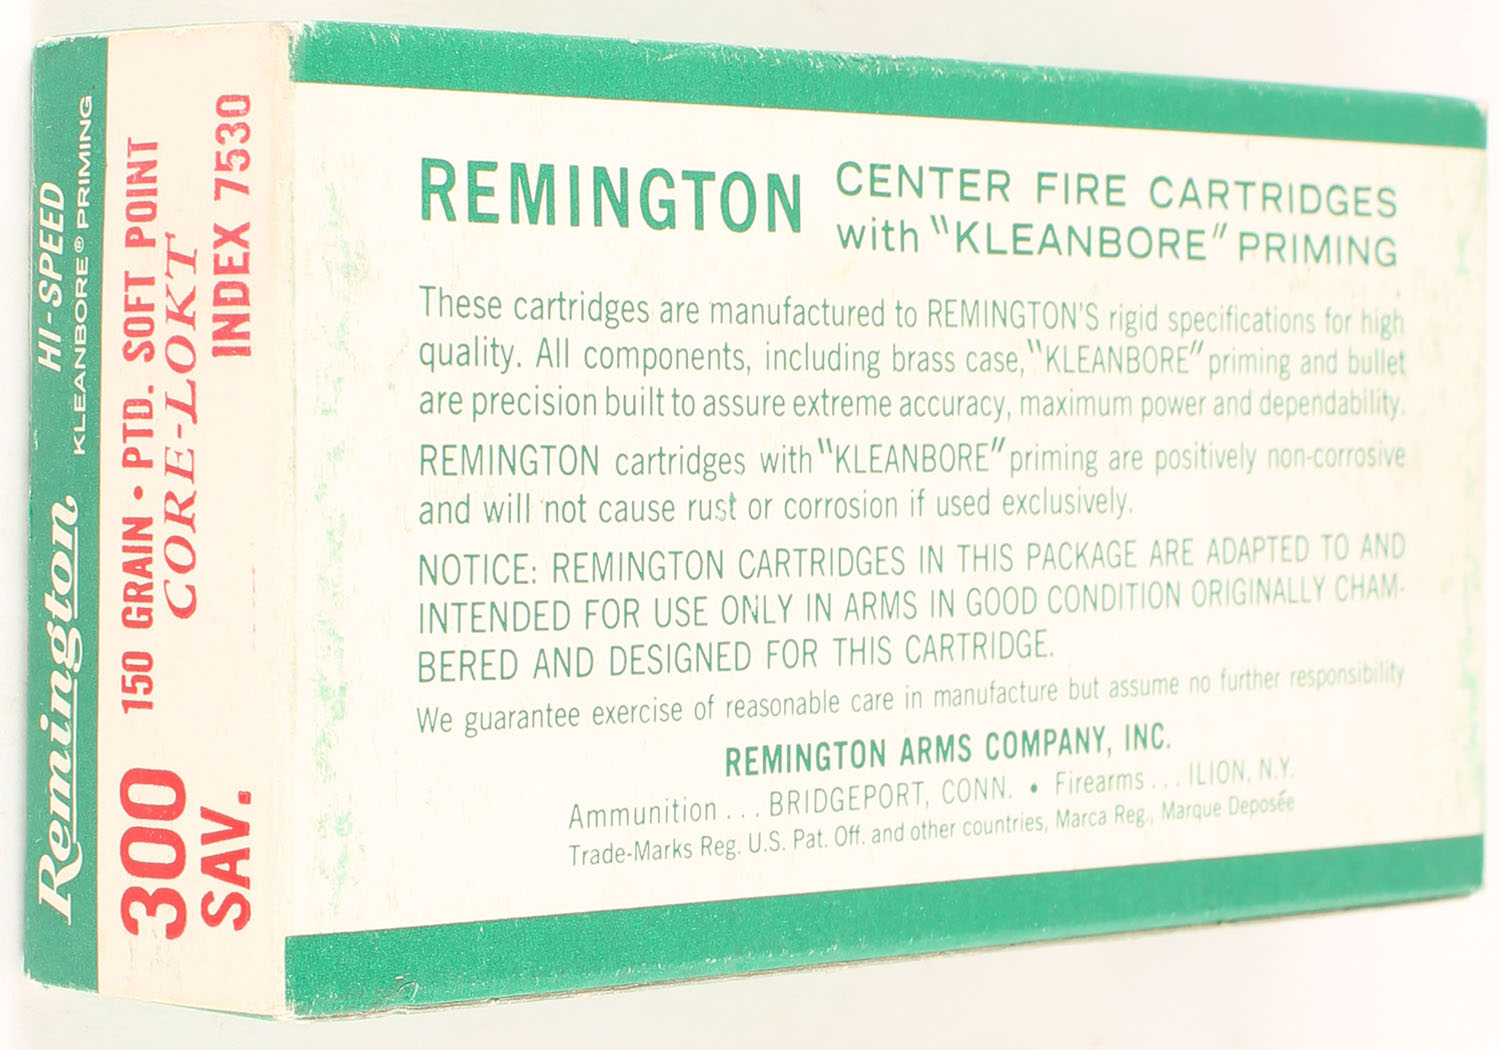 Remington HI-SPEED
KLEANBORE® PRIMING
300 150 GRAIN • PTD. SOFT POINT
CORE-LOKT
SAV. INDEX 7530
REMINGTON CENTER FIRE CARTRIDGES
with "KLEANBORE" PRIMING
These cartridges are manufactured to REMINGTON'S rigid specifications for high
quality. All components, including brass case, "KLEANBORE" priming and bullet
are precision built to assure extreme accuracy, maximum power and dependability.
REMINGTON cartridges with "KLEANBORE" priming are positively non-corrosive
and will not cause rust or corrosion if used exclusively.
NOTICE: REMINGTON CARTRIDGES IN THIS PACKAGE ARE ADAPTED TO AND
INTENDED FOR USE ONLY IN ARMS IN GOOD CONDITION ORIGINALLY CHAM-
BERED AND DESIGNED FOR THIS CARTRIDGE.
We guarantee exercise of reasonable care in manufacture but assume no further responsibility
REMINGTON ARMS COMPANY, INC.
Ammunition ... BRIDGEPORT, CONN. • Firearms ... ILION, N.Y.
Trade-Marks Reg. U.S. Pat. Off. and other countries, Marca Reg., Marque Deposée